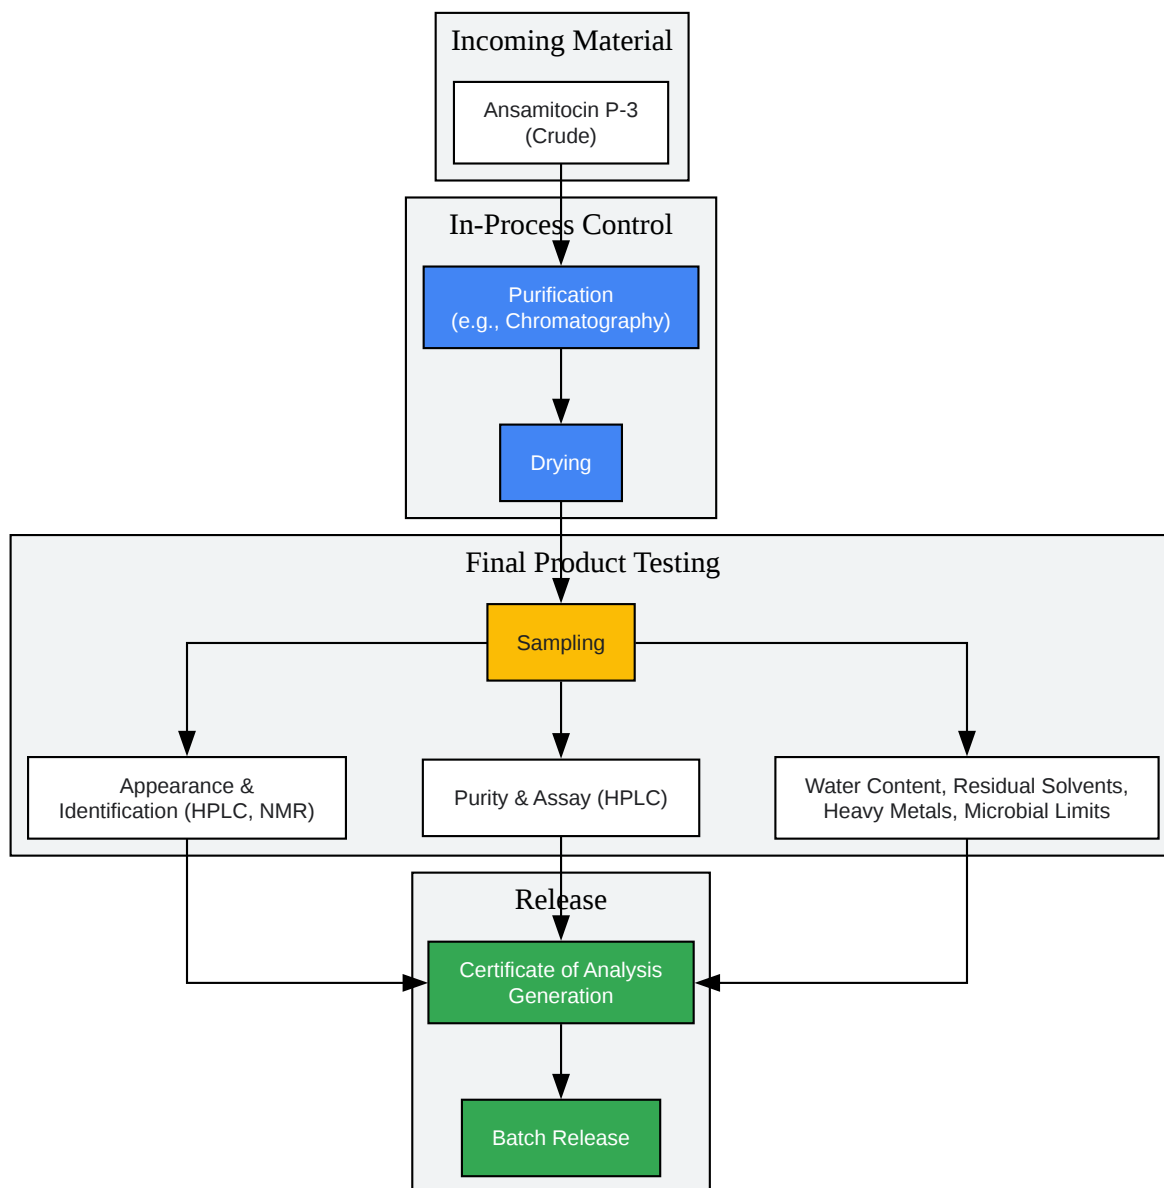 Incoming Material
Ansamitocin P-3
(Crude)
In-Process Control
Purification
(e.g., Chromatography)
Drying
Final Product Testing
Sampling
Appearance &
Identification (HPLC, NMR)
Purity & Assay (HPLC)
Water Content, Residual Solvents,
Heavy Metals, Microbial Limits
Release
Certificate of Analysis
Generation
Batch Release